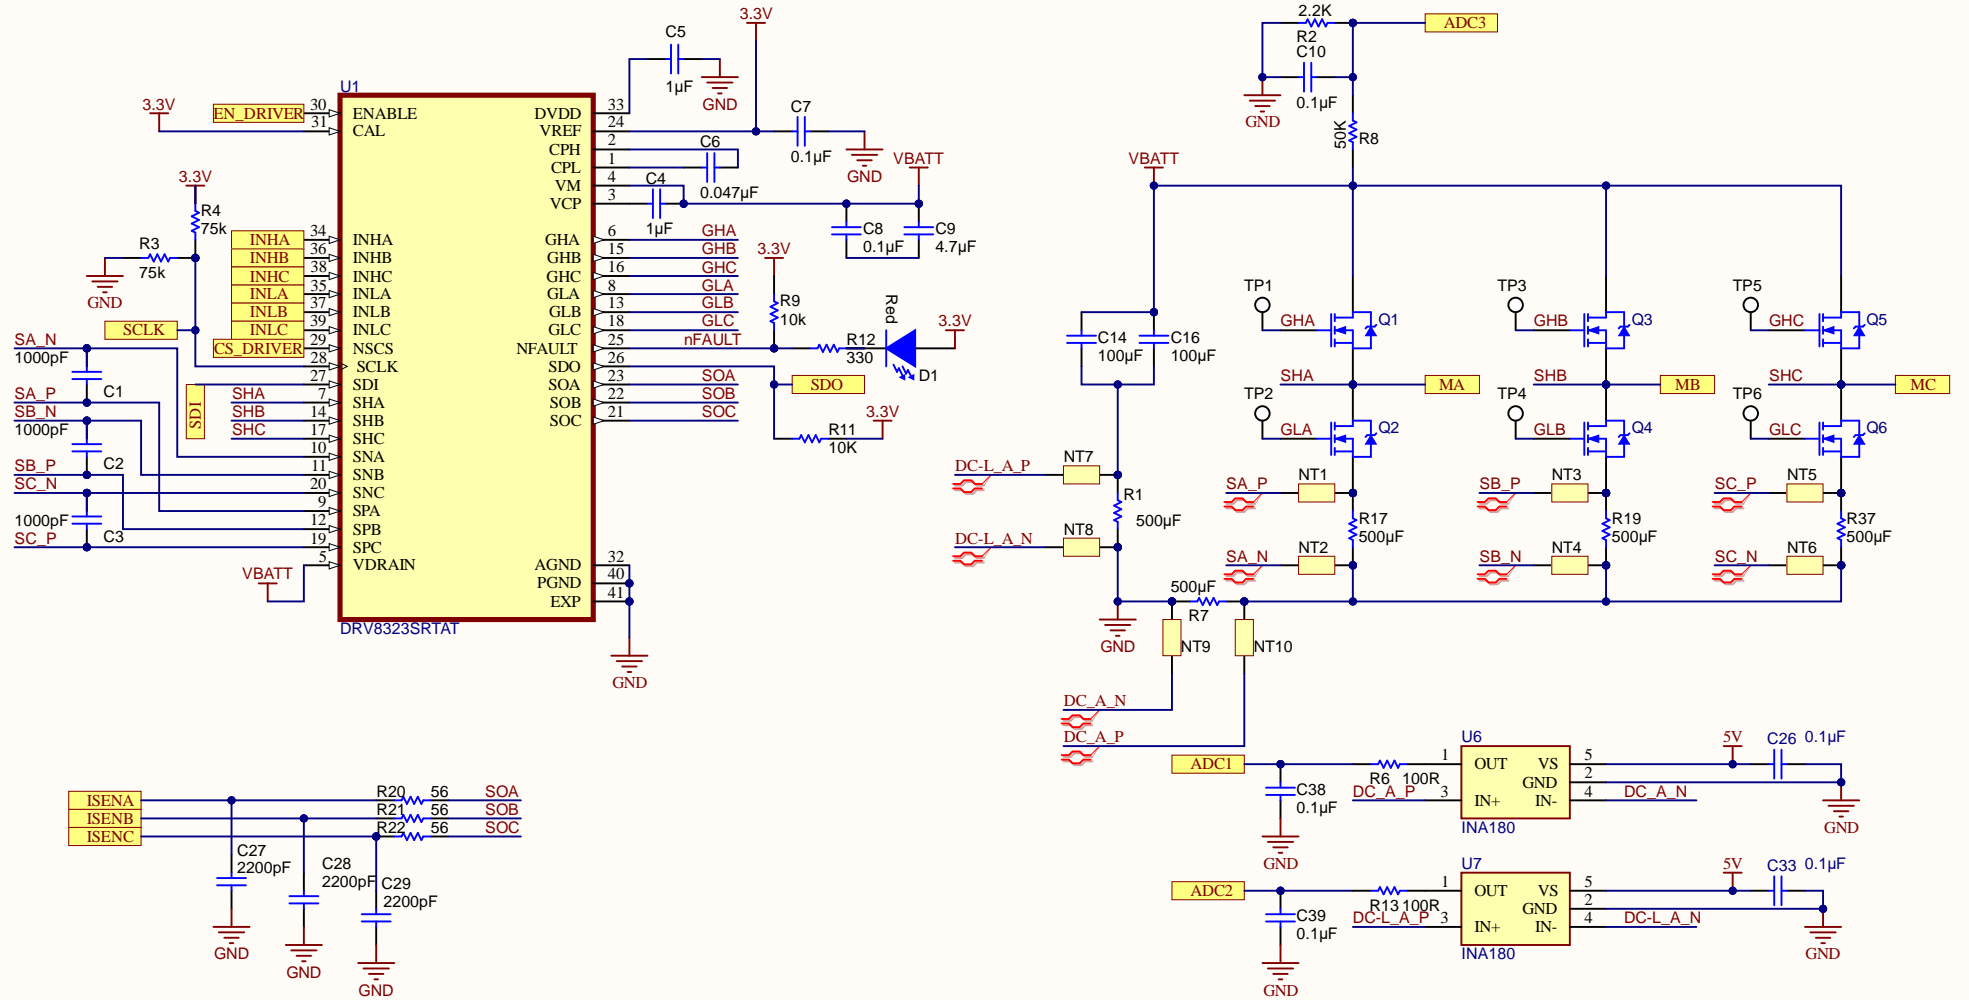 U1
3.3V
EN_DRIVER 30 ENABLE
31 CAL
3.3V
R4
75k
R3
75k
GND
SCLK
INHA 34 INHA
INHB 36 INHB
INHC 38 INHC
INLA 35 INLA
INLB 37 INLB
INLC 39 INLC
CS_DRIVER 29 NSCS
28 SCLK
27 SDI
SDI
SHA 7 SHA
SHB 14 SHB
SHC 17 SHC
10 SNA
11 SNB
20 SNC
9 SPA
12 SPB
19 SPC
5 VDRAIN
SA_N
1000pF
C1
SA_P
SB_N
1000pF
C2
SB_P
SC_N
1000pF
C3
SC_P
VBATT
DRV8323SRTAT
DVDD 33
VREF 24
CPH 2
CPL 1
VM 4
VCP 3
GHA 6 GHA
GHB 15 GHB
GHC 16 GHC
GLA 8 GLA
GLB 13 GLB
GLC 18 GLC
NFAULT 25 nFAULT
SDO 26
SOA 23 SOA
SOB 22 SOB
SOC 21 SOC
AGND 32
PGND 40
EXP 41
GND
C5
1µF
GND
3.3V
C7
0.1µF
GND
C6
0.047µF
C4
1µF
VBATT
C8
0.1µF
C9
4.7µF
3.3V
R9
10k
R12
330
Red
D1
3.3V
SDO
R11
10K
3.3V
2.2K
R2
C10
0.1µF
GND
ADC3
50K
R8
VBATT
C14
100µF
C16
100µF
TP1
GHA
Q1
SHA
MA
TP2
GLA
Q2
TP3
GHB
Q3
SHB
MB
TP4
GLB
Q4
TP5
GHC
Q5
SHC
MC
TP6
GLC
Q6
DC-L_A_P
NT7
R1
500µF
DC-L_A_N
NT8
SA_P
NT1
R17
500µF
SA_N
NT2
SB_P
NT3
R19
500µF
SB_N
NT4
SC_P
NT5
R37
500µF
SC_N
NT6
500µF
R7
GND
NT9
NT10
DC_A_N
DC_A_P
ISENA R20 56 SOA
ISENB R21 56 SOB
ISENC R22 56 SOC
C27
2200pF
GND
C28
2200pF
GND
C29
2200pF
GND
U6
ADC1
C38
0.1µF
GND
R6 100R
DC_A_P
1 OUT VS 5
GND 2
3 IN+ IN- 4
INA180
5V
C26 0.1µF
DC_A_N
GND
U7
ADC2
C39
0.1µF
GND
R13 100R
DC-L_A_P
1 OUT VS 5
GND 2
3 IN+ IN- 4
INA180
5V
C33 0.1µF
DC-L_A_N
GND